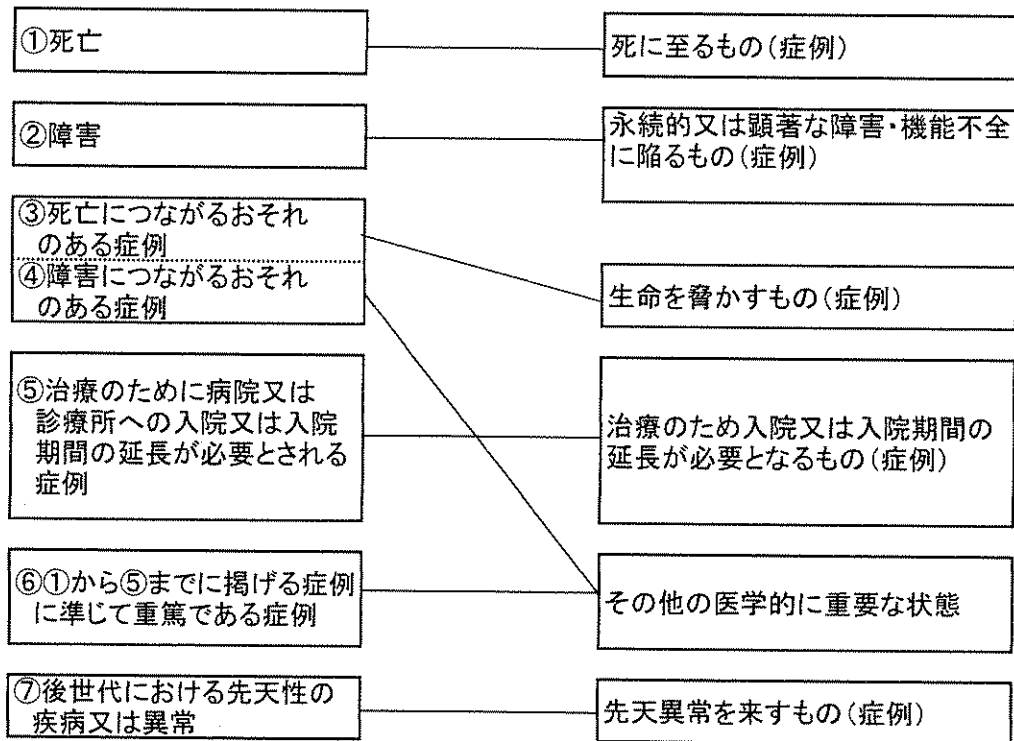 ①死亡
死に至るもの(症例)
②障害
永続的又は顕著な障害・機能不全
に陥るもの(症例)
③死亡につながるおそれ
のある症例
④障害につながるおそれ
のある症例
生命を脅かすもの(症例)
⑤治療のために病院又は
診療所への入院又は入院
期間の延長が必要とされる
症例
治療のため入院又は入院期間の
延長が必要となるもの(症例)
⑥①から⑤までに掲げる症例
に準じて重篤である症例
その他の医学的に重要な状態
⑦後世代における先天性の
疾病又は異常
先天異常を来すもの(症例)